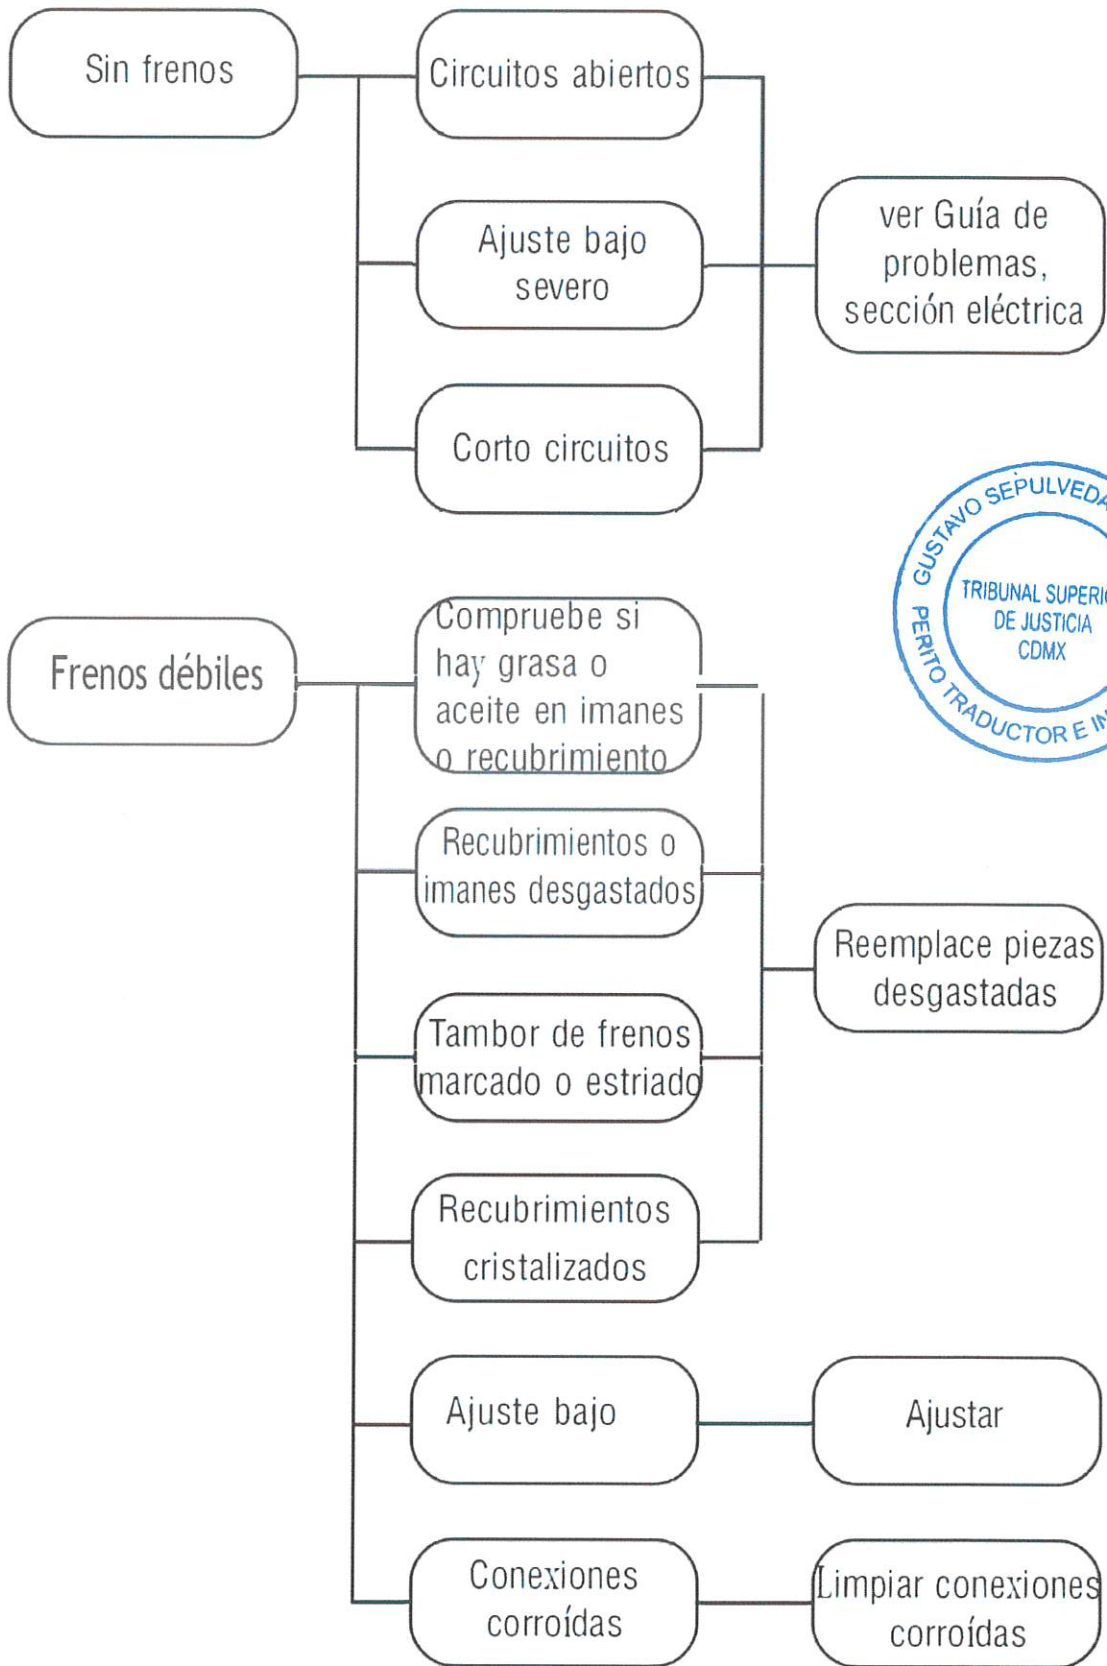 Sin frenos
Circuitos abiertos
Ajuste bajo
severo
Corto circuitos
ver Guía de
problemas,
sección eléctrica
GUSTAVO SEPULVEDA
TRIBUNAL SUPERIO
DE JUSTICIA
CDMX
PERITO TRADUCTOR E IN
Frenos débiles
Compruebe si
hay grasa o
aceite en imanes
o recubrimiento
Recubrimientos o
imanes desgastados
Tambor de frenos
marcado o estriado
Recubrimientos
cristalizados
Reemplace piezas
desgastadas
Ajuste bajo
Ajustar
Conexiones
corroídas
Limpiar conexiones
corroídas